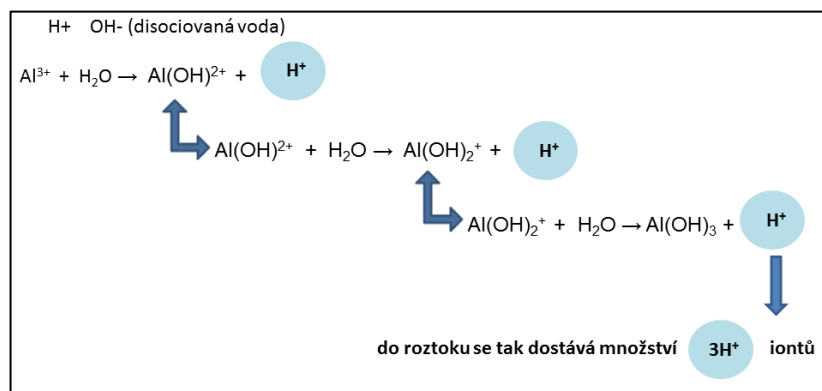 H+ OH- (disociovaná voda)
Al³⁺ + H₂O → Al(OH)²⁺ + H⁺
Al(OH)²⁺ + H₂O → Al(OH)₂⁺ + H⁺
Al(OH)₂⁺ + H₂O → Al(OH)₃ + H⁺
do roztoku se tak dostává množství 3H⁺ iontů